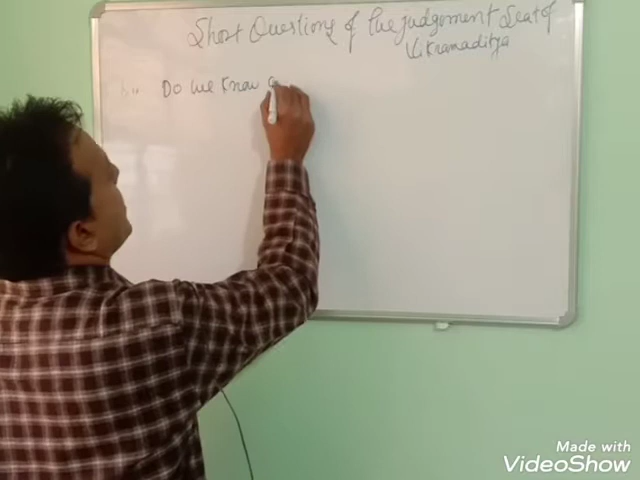 Short Questions of the judgement Seat of
Vikramaditya
Do we know
Made with
VideoShow